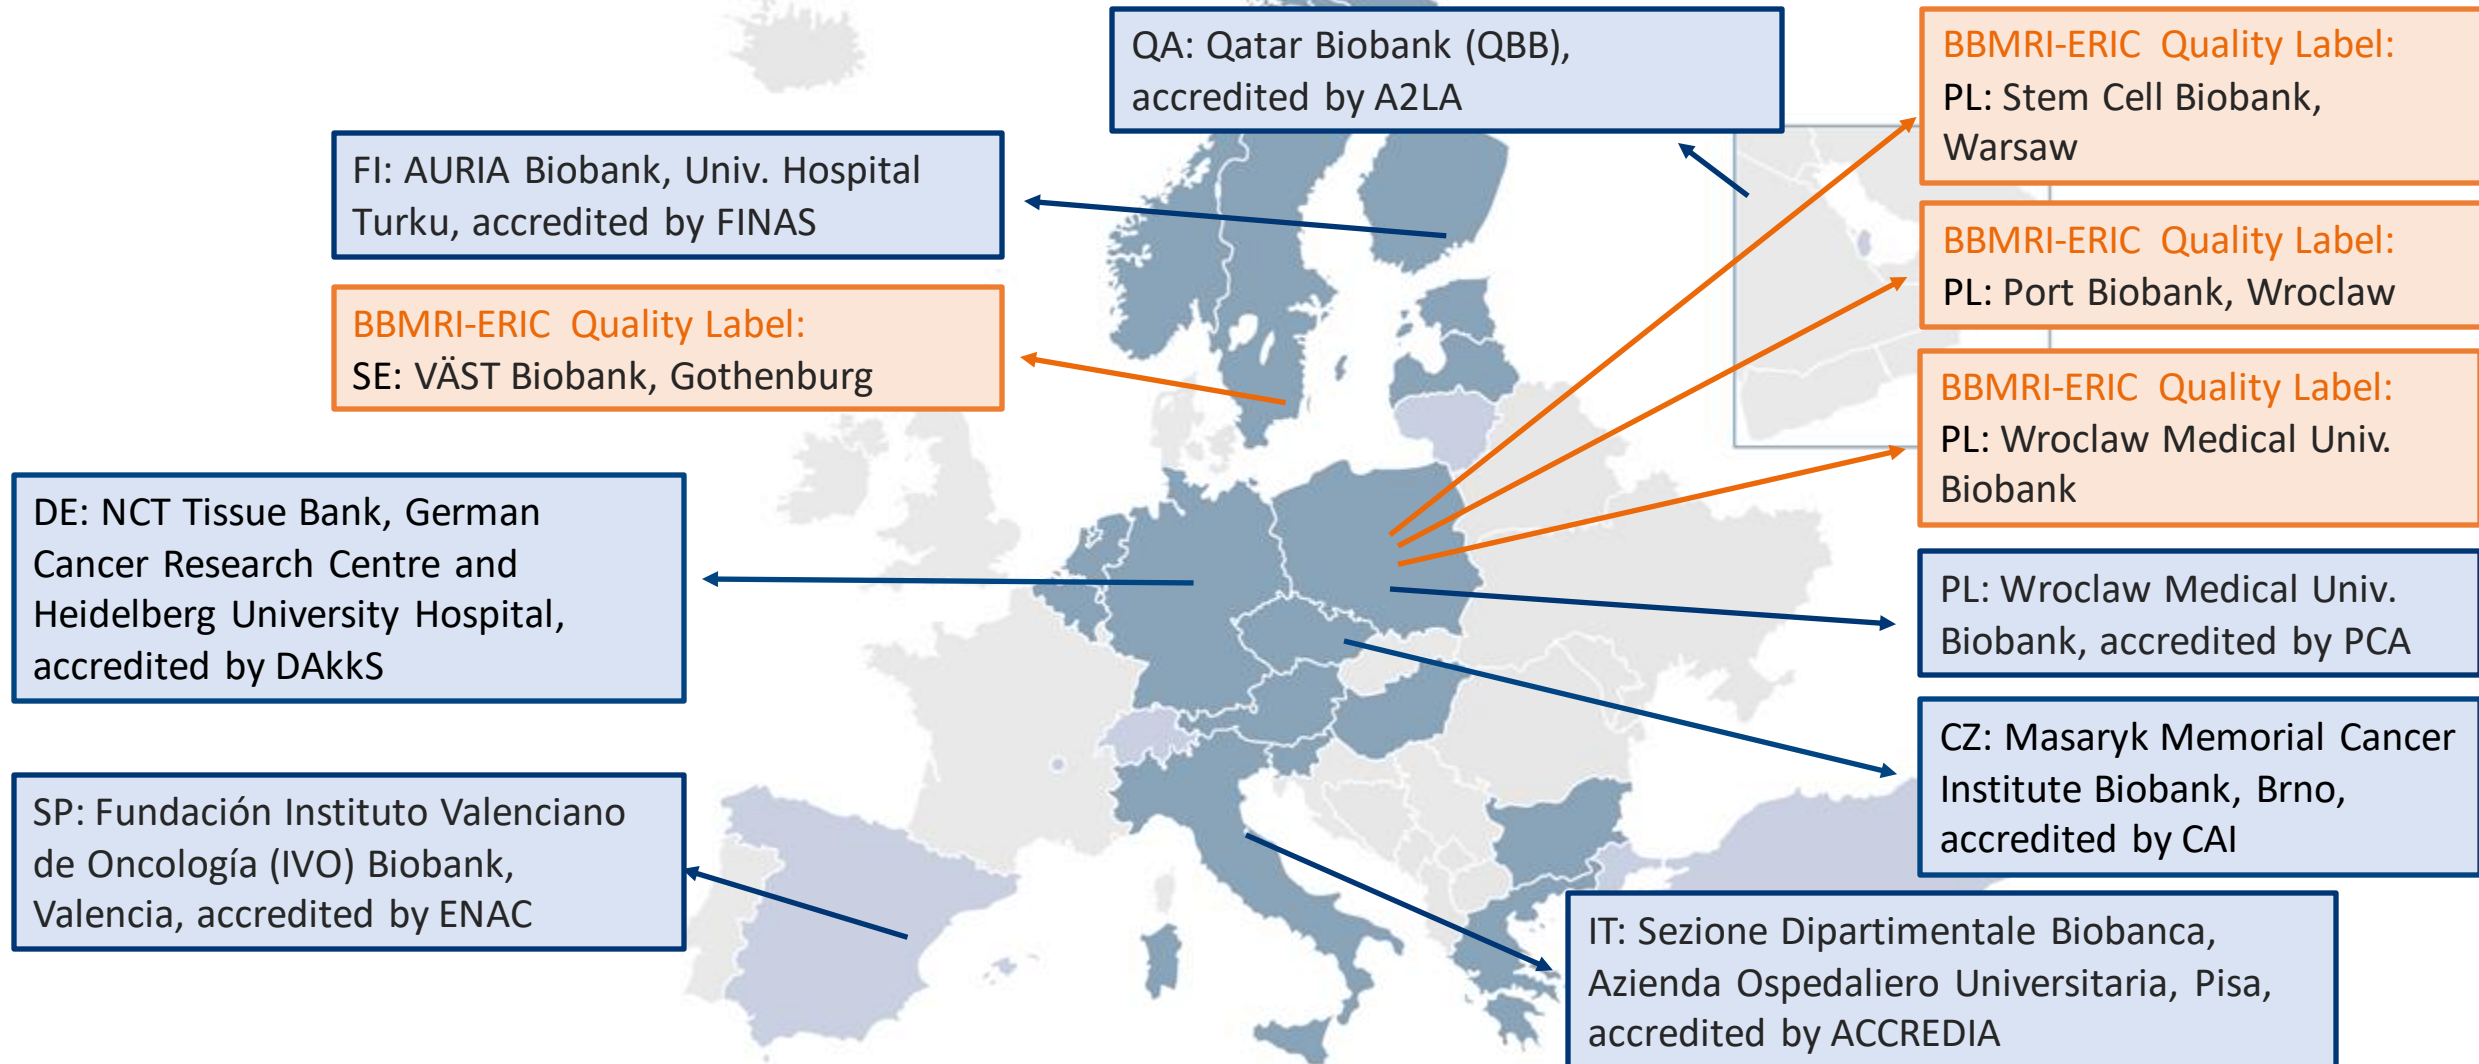 QA: Qatar Biobank (QBB),
accredited by A2LA
BBMRI-ERIC Quality Label:
PL: Stem Cell Biobank,
Warsaw
FI: AURIA Biobank, Univ. Hospital
Turku, accredited by FINAS
BBMRI-ERIC Quality Label:
PL: Port Biobank, Wroclaw
BBMRI-ERIC Quality Label:
SE: VÄST Biobank, Gothenburg
BBMRI-ERIC Quality Label:
PL: Wroclaw Medical Univ.
Biobank
DE: NCT Tissue Bank, German
Cancer Research Centre and
Heidelberg University Hospital,
accredited by DAkkS
PL: Wroclaw Medical Univ.
Biobank, accredited by PCA
CZ: Masaryk Memorial Cancer
Institute Biobank, Brno,
accredited by CAI
SP: Fundación Instituto Valenciano
de Oncología (IVO) Biobank,
Valencia, accredited by ENAC
IT: Sezione Dipartimentale Biobanca,
Azienda Ospedaliero Universitaria, Pisa,
accredited by ACCREDIA